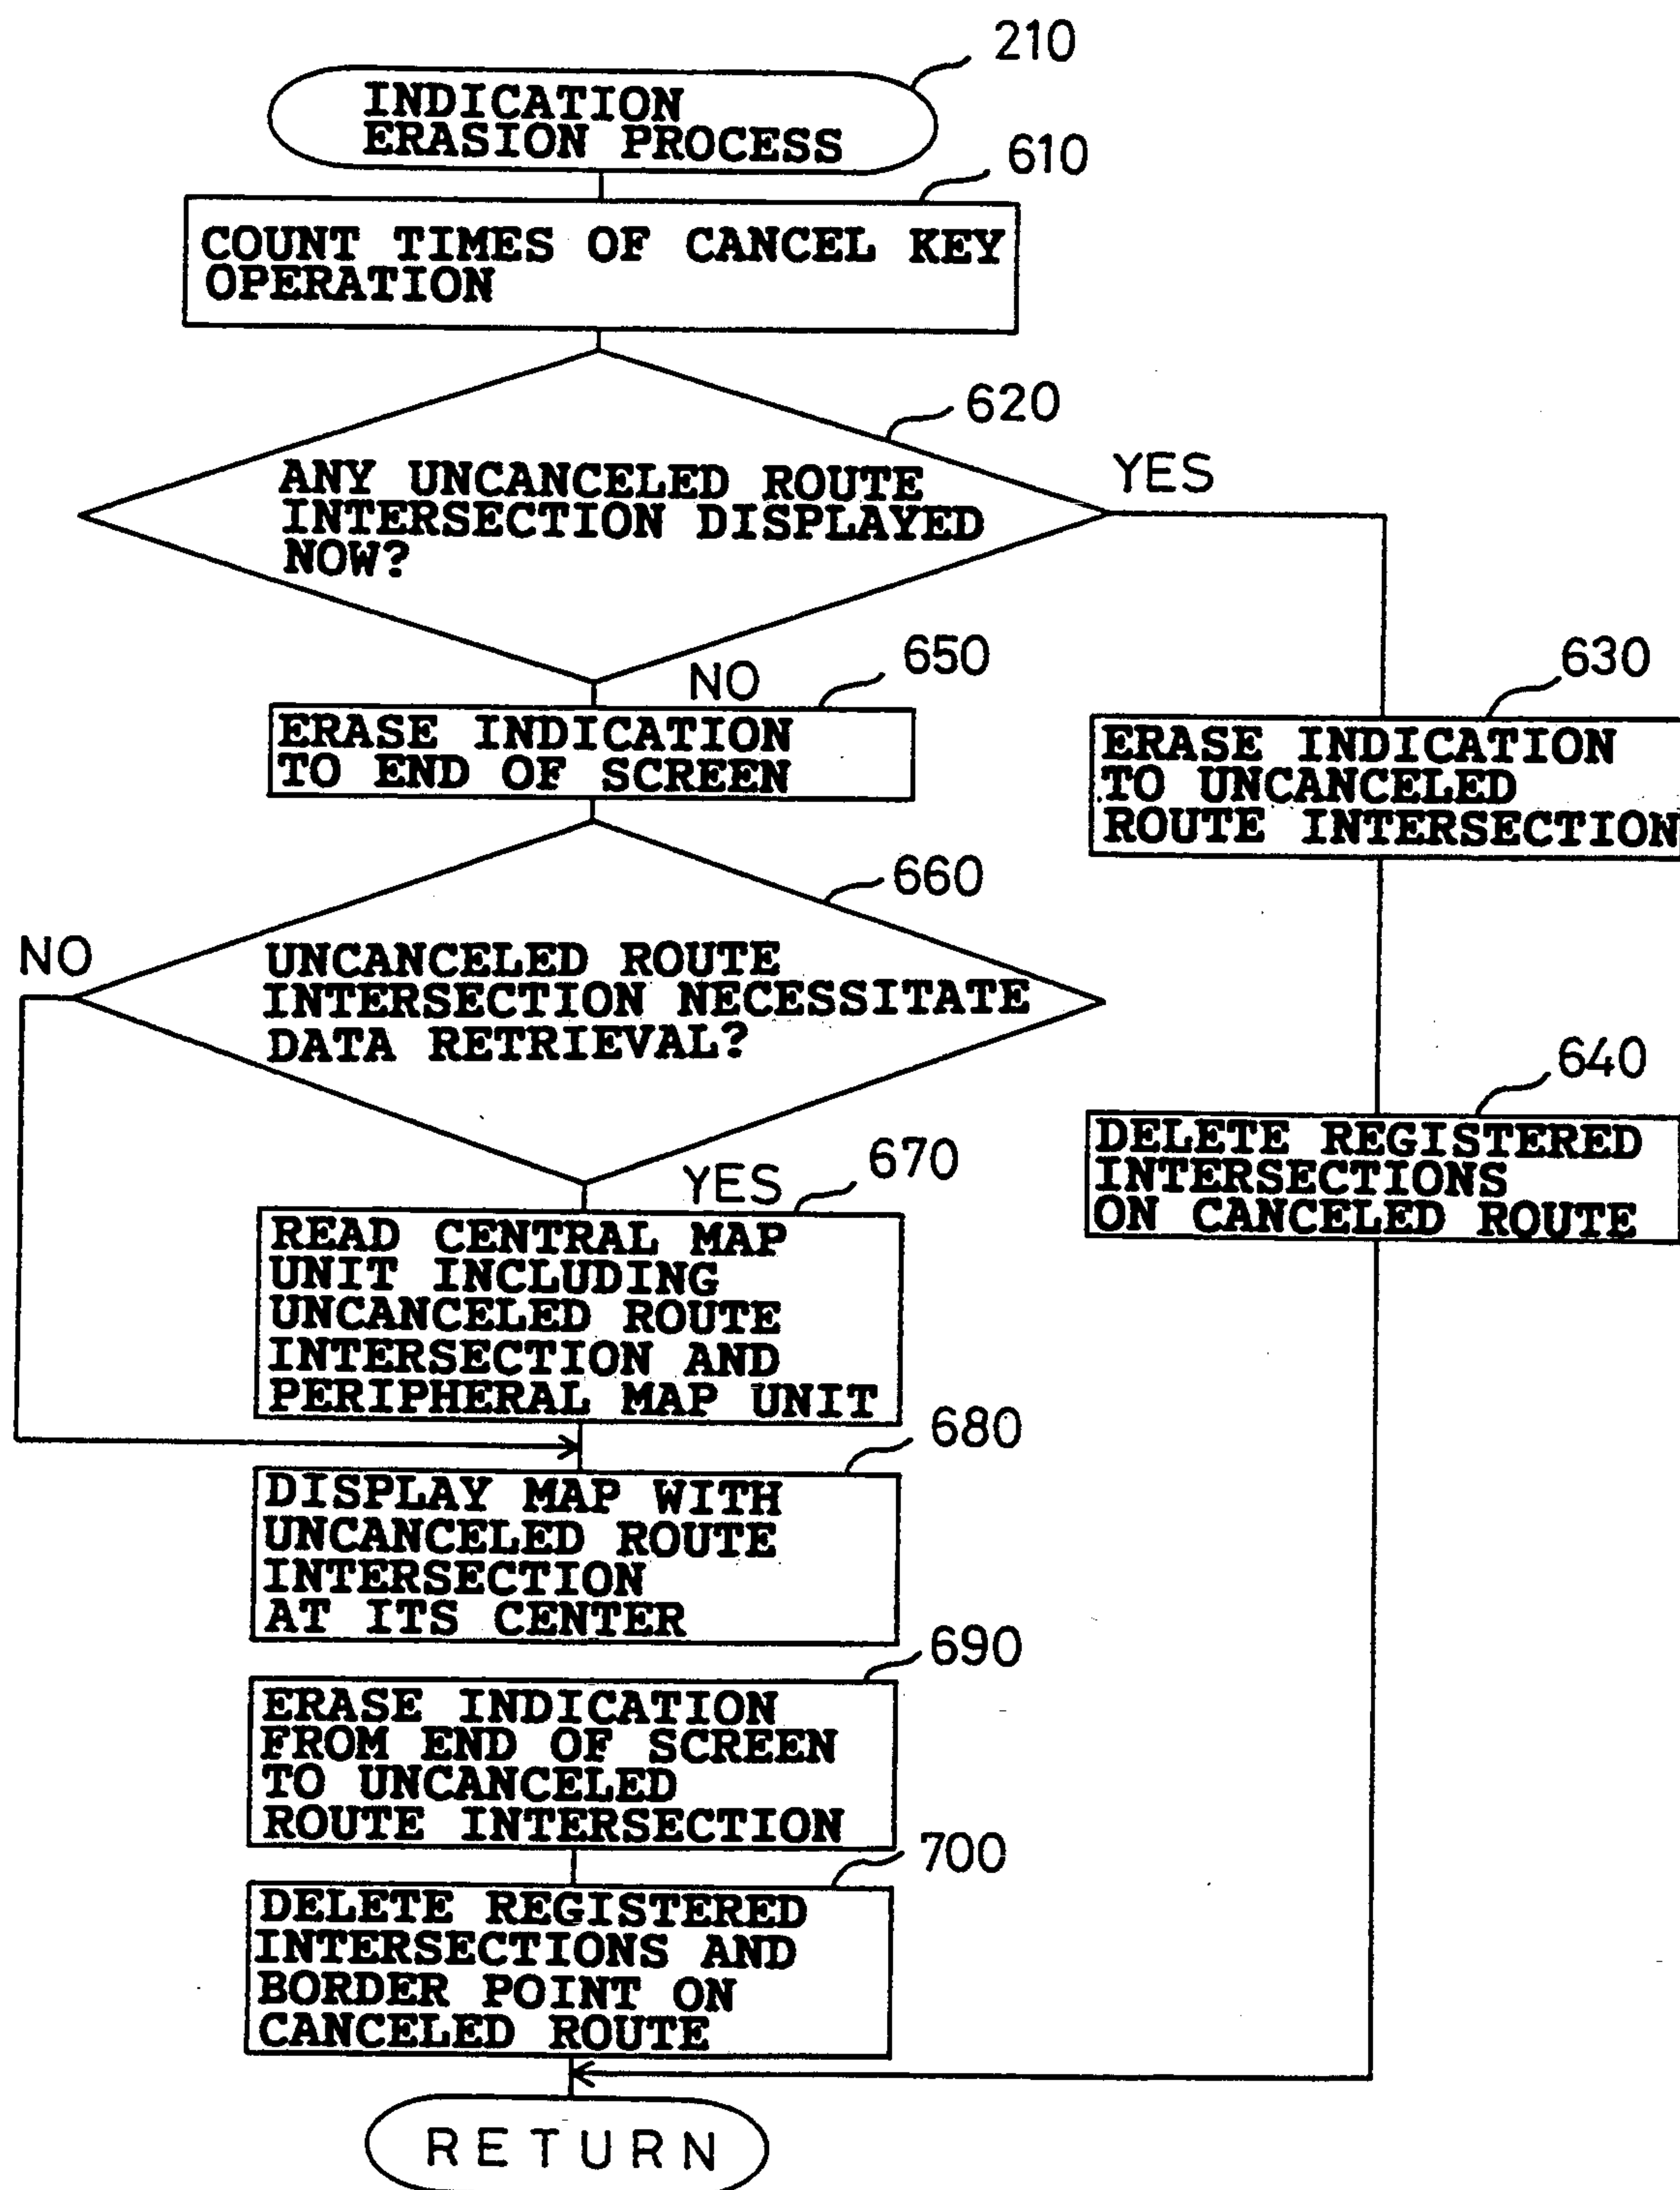 210
INDICATION
ERASION PROCESS
610
COUNT TIMES OF CANCEL KEY
OPERATION
620
ANY UNCANCELED ROUTE
INTERSECTION DISPLAYED
NOW?
YES
NO
650
ERASE INDICATION
TO END OF SCREEN
630
ERASE INDICATION
TO UNCANCELED
ROUTE INTERSECTION
660
NO
UNCANCELED ROUTE
INTERSECTION NECESSITATE
DATA RETRIEVAL?
640
DELETE REGISTERED
INTERSECTIONS
ON CANCELED ROUTE
YES
670
READ CENTRAL MAP
UNIT INCLUDING
UNCANCELED ROUTE
INTERSECTION AND
PERIPHERAL MAP UNIT
680
DISPLAY MAP WITH
UNCANCELED ROUTE
INTERSECTION
AT ITS CENTER
690
ERASE INDICATION
FROM END OF SCREEN
TO UNCANCELED
ROUTE INTERSECTION
700
DELETE REGISTERED
INTERSECTIONS AND
BORDER POINT ON
CANCELED ROUTE
RETURN